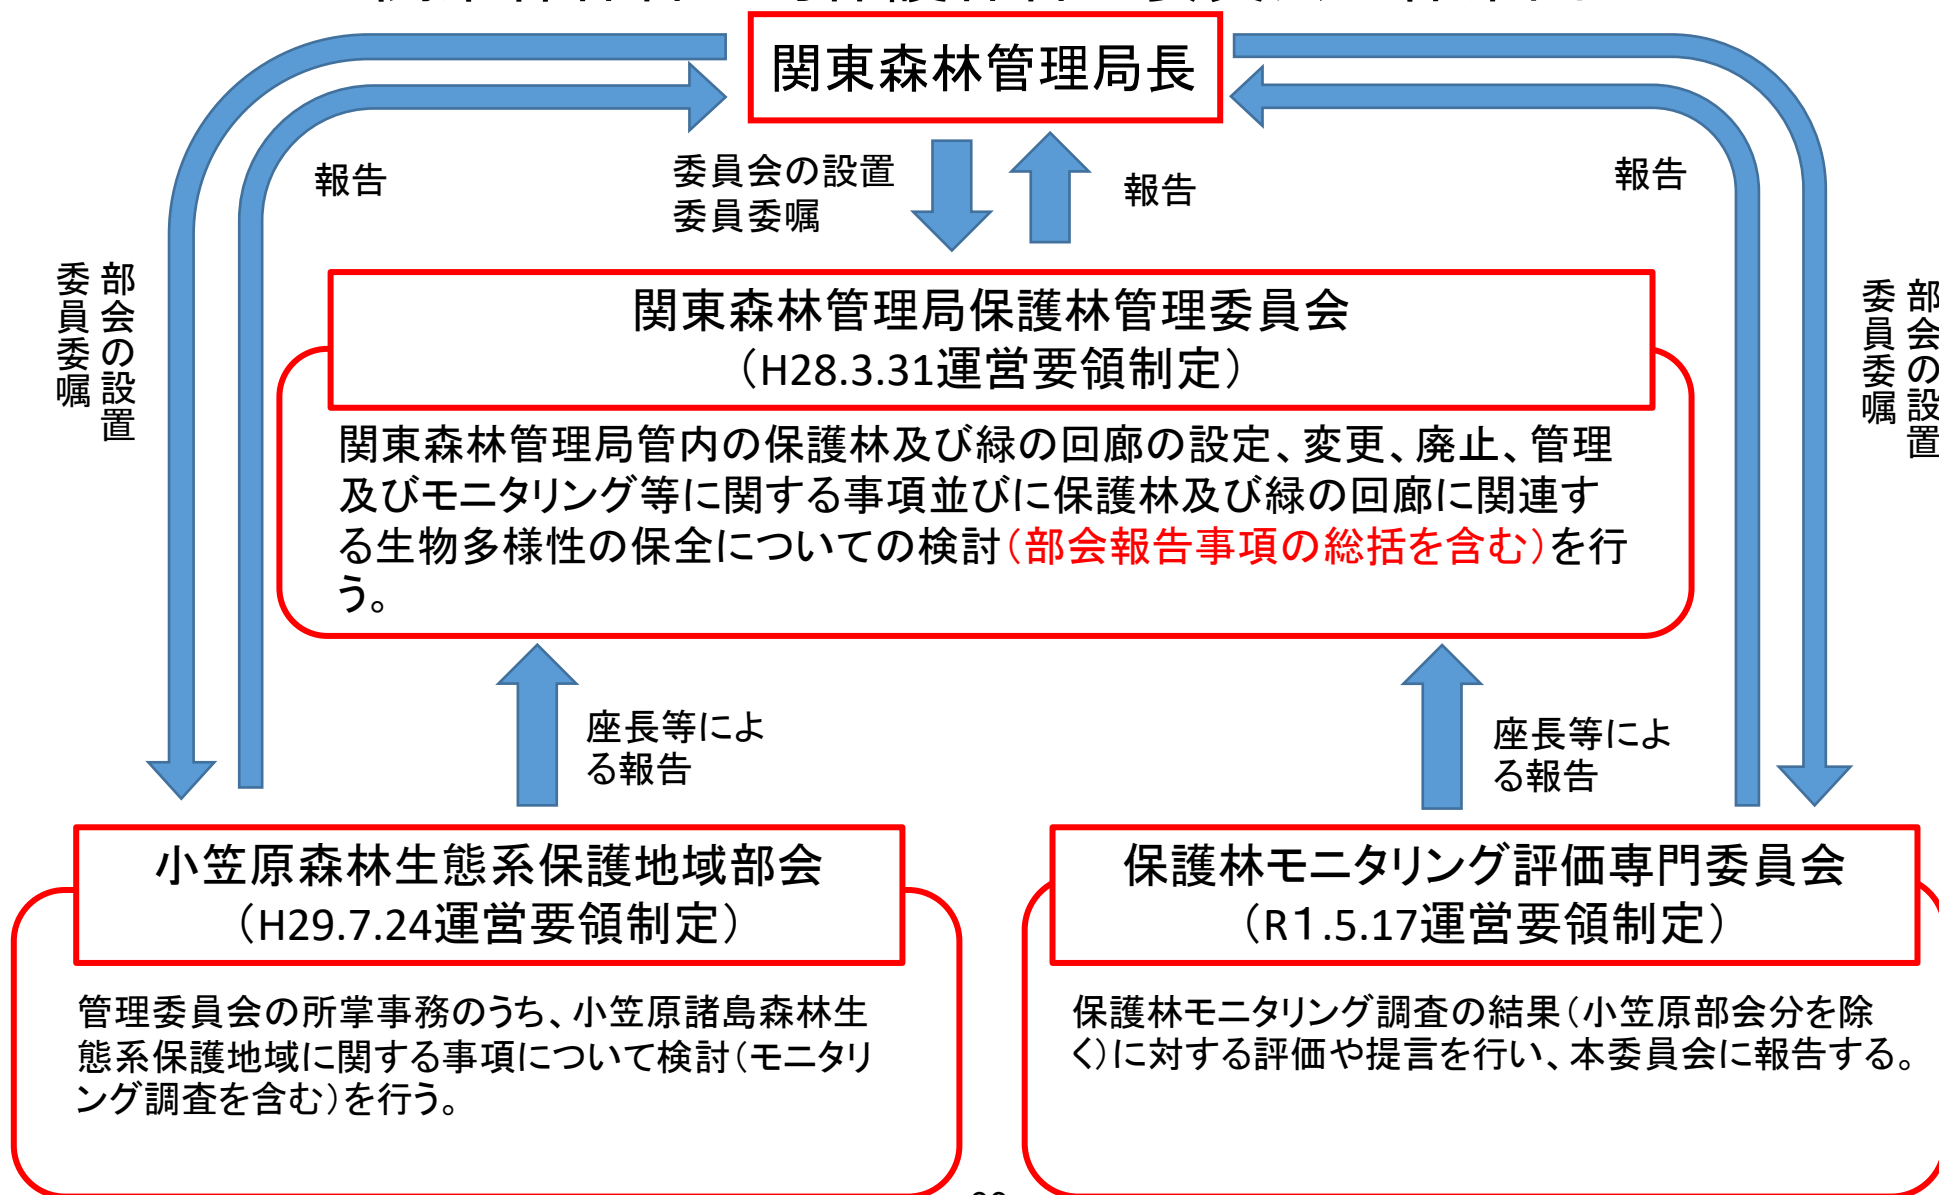 関東森林管理局長
報告
委員会の設置
委員委嘱
報告
報告
部会の設置
委員委嘱
部会の設置
委員委嘱
関東森林管理局保護林管理委員会
（H28.3.31運営要領制定）
関東森林管理局管内の保護林及び緑の回廊の設定、変更、廃止、管理
及びモニタリング等に関する事項並びに保護林及び緑の回廊に関連す
る生物多様性の保全についての検討（部会報告事項の総括を含む）を行
う。
座長等によ
る報告
座長等によ
る報告
小笠原森林生態系保護地域部会
（H29.7.24運営要領制定）
管理委員会の所掌事務のうち、小笠原諸島森林生
態系保護地域に関する事項について検討（モニタリ
ング調査を含む）を行う。
保護林モニタリング評価専門委員会
（R１.5.17運営要領制定）
保護林モニタリング調査の結果（小笠原部会分を除
く）に対する評価や提言を行い、本委員会に報告する。